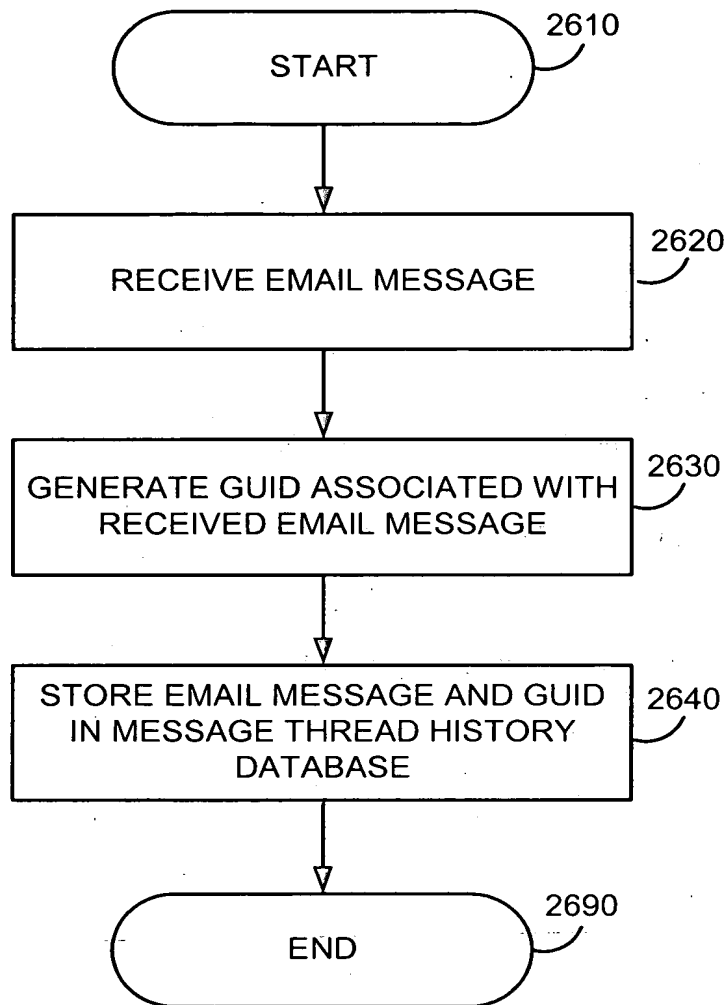 START
2610
RECEIVE EMAIL MESSAGE
2620
GENERATE GUID ASSOCIATED WITH
RECEIVED EMAIL MESSAGE
2630
STORE EMAIL MESSAGE AND GUID
IN MESSAGE THREAD HISTORY
DATABASE
2640
END
2690